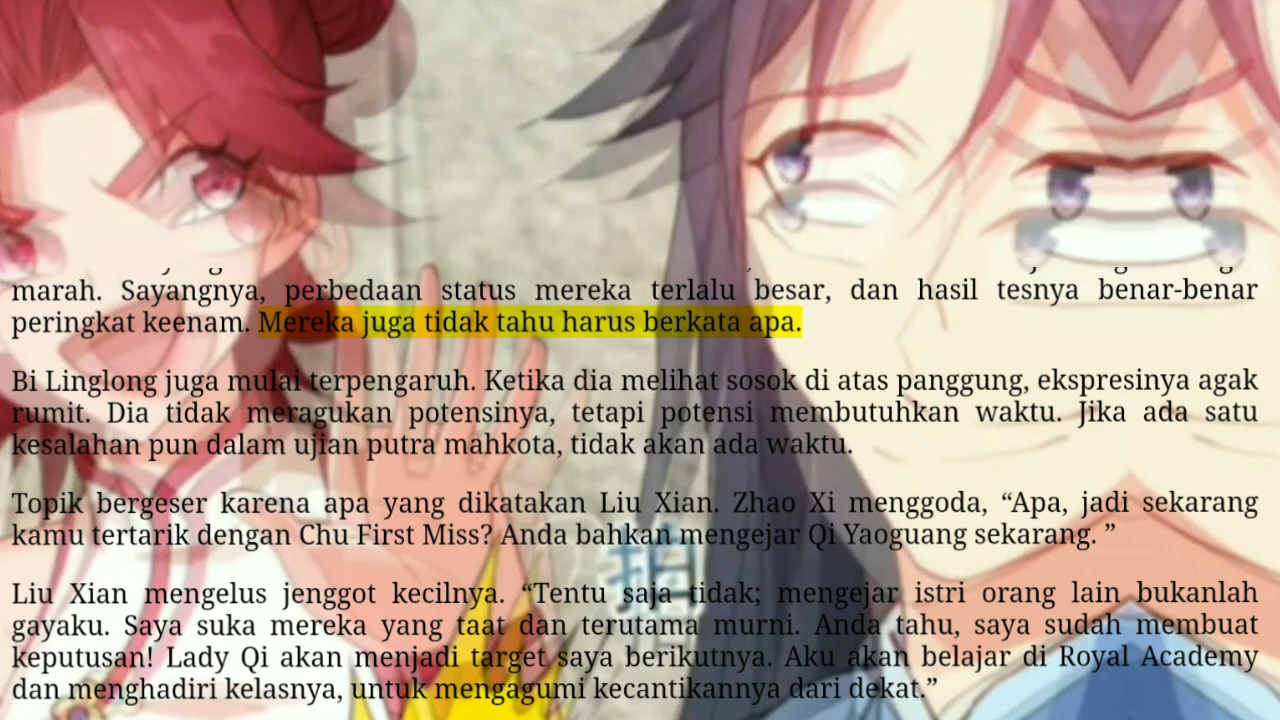 marah. Sayangnya, perbedaan status mereka terlalu besar, dan hasil tesnya benar-benar
peringkat keenam. Mereka juga tidak tahu harus berkata apa.
Bi Linglong juga mulai terpengaruh. Ketika dia melihat sosok di atas panggung, ekspresinya agak
rumit. Dia tidak meragukan potensinya, tetapi potensi membutuhkan waktu. Jika ada satu
kesalahan pun dalam ujian putra mahkota, tidak akan ada waktu.
Topik bergeser karena apa yang dikatakan Liu Xian. Zhao Xi menggoda, “Apa, jadi sekarang
kamu tertarik dengan Chu First Miss? Anda bahkan mengejar Qi Yaoguang sekarang. ”
Liu Xian mengelus jenggot kecilnya. “Tentu saja tidak; mengejar istri orang lain bukanlah
gayaku. Saya suka mereka yang taat dan terutama murni. Anda tahu, saya sudah membuat
keputusan! Lady Qi akan menjadi target saya berikutnya. Aku akan belajar di Royal Academy
dan menghadiri kelasnya, untuk mengagumi kecantikannya dari dekat.”